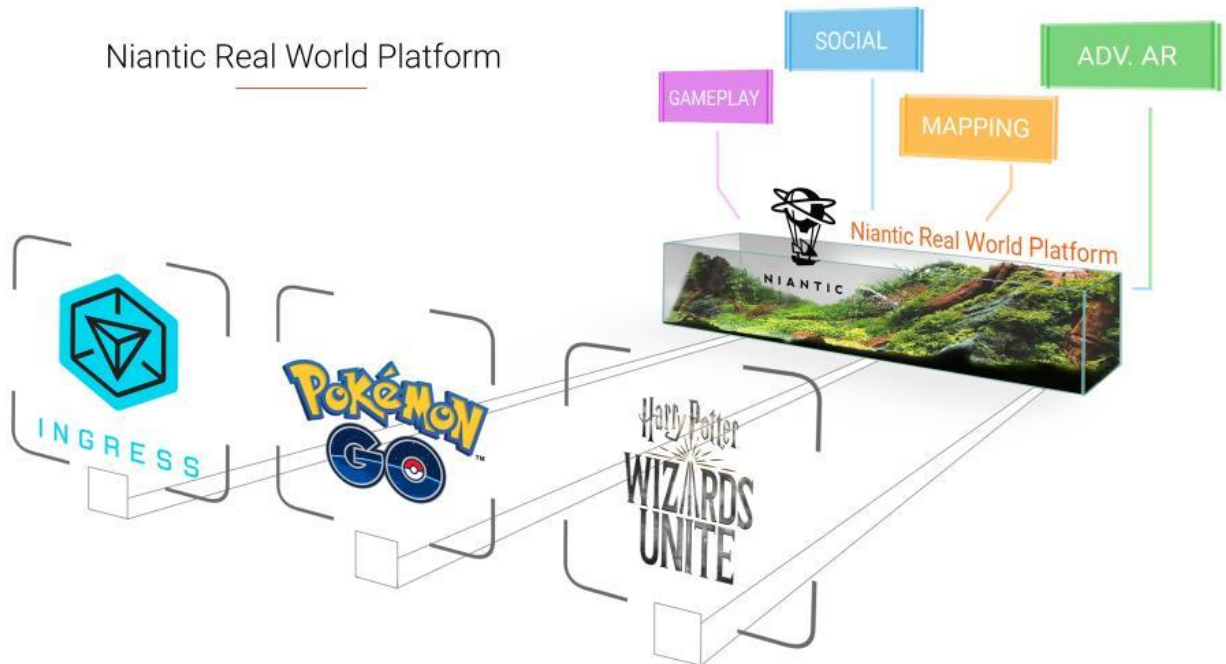 Niantic Real World Platform
GAMEPLAY
SOCIAL
MAPPING
ADV. AR
Niantic Real World Platform
NIANTIC
INGRESS
POKéMON
GO
TM
Harry Potter
WIZARDS
UNITE